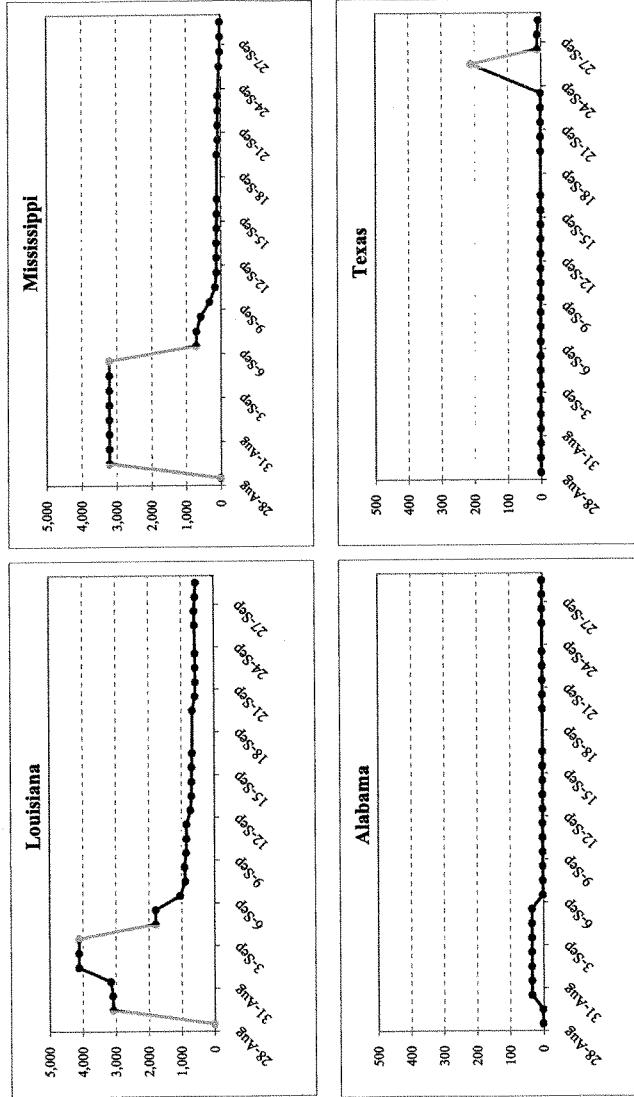 Louisiana
5,000
4,000
3,000
2,000
1,000
0
28-Aug
31-Aug
3-Sep
6-Sep
9-Sep
12-Sep
15-Sep
18-Sep
21-Sep
24-Sep
27-Sep
Mississippi
5,000
4,000
3,000
2,000
1,000
0
28-Aug
31-Aug
3-Sep
6-Sep
9-Sep
12-Sep
15-Sep
18-Sep
21-Sep
24-Sep
27-Sep
Alabama
500
400
300
200
100
0
28-Aug
31-Aug
3-Sep
6-Sep
9-Sep
12-Sep
15-Sep
18-Sep
21-Sep
24-Sep
27-Sep
Texas
500
400
300
200
100
0
28-Aug
31-Aug
3-Sep
6-Sep
9-Sep
12-Sep
15-Sep
18-Sep
21-Sep
24-Sep
27-Sep